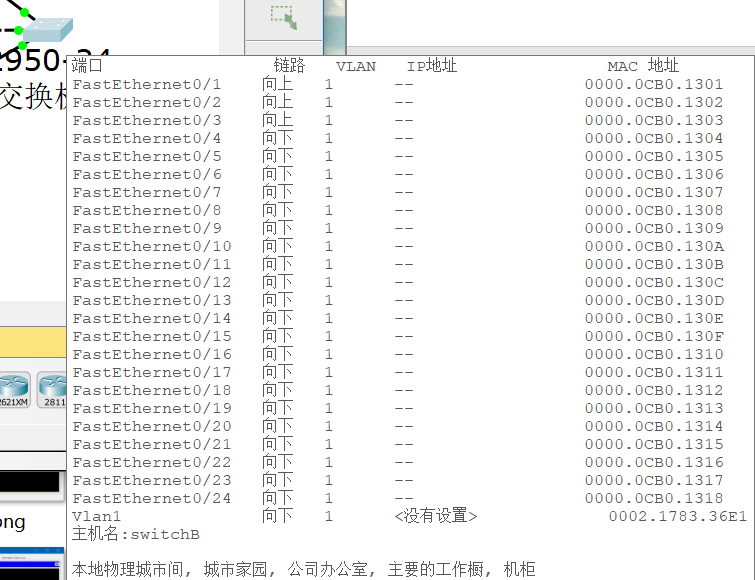 2950-24
交换机
端口 链路 VLAN IP地址 MAC 地址
FastEthernet0/1 向上 1 -- 0000.0CB0.1301
FastEthernet0/2 向上 1 -- 0000.0CB0.1302
FastEthernet0/3 向上 1 -- 0000.0CB0.1303
FastEthernet0/4 向下 1 -- 0000.0CB0.1304
FastEthernet0/5 向下 1 -- 0000.0CB0.1305
FastEthernet0/6 向下 1 -- 0000.0CB0.1306
FastEthernet0/7 向下 1 -- 0000.0CB0.1307
FastEthernet0/8 向下 1 -- 0000.0CB0.1308
FastEthernet0/9 向下 1 -- 0000.0CB0.1309
FastEthernet0/10 向下 1 -- 0000.0CB0.130A
FastEthernet0/11 向下 1 -- 0000.0CB0.130B
FastEthernet0/12 向下 1 -- 0000.0CB0.130C
FastEthernet0/13 向下 1 -- 0000.0CB0.130D
FastEthernet0/14 向下 1 -- 0000.0CB0.130E
FastEthernet0/15 向下 1 -- 0000.0CB0.130F
FastEthernet0/16 向下 1 -- 0000.0CB0.1310
FastEthernet0/17 向下 1 -- 0000.0CB0.1311
FastEthernet0/18 向下 1 -- 0000.0CB0.1312
FastEthernet0/19 向下 1 -- 0000.0CB0.1313
FastEthernet0/20 向下 1 -- 0000.0CB0.1314
FastEthernet0/21 向下 1 -- 0000.0CB0.1315
FastEthernet0/22 向下 1 -- 0000.0CB0.1316
FastEthernet0/23 向下 1 -- 0000.0CB0.1317
FastEthernet0/24 向下 1 -- 0000.0CB0.1318
Vlan1 向下 1 <没有设置> 0002.1783.36E1
主机名:switchB
本地物理城市间, 城市家园, 公司办公室, 主要的工作橱, 机柜
2621XM
2811
ong